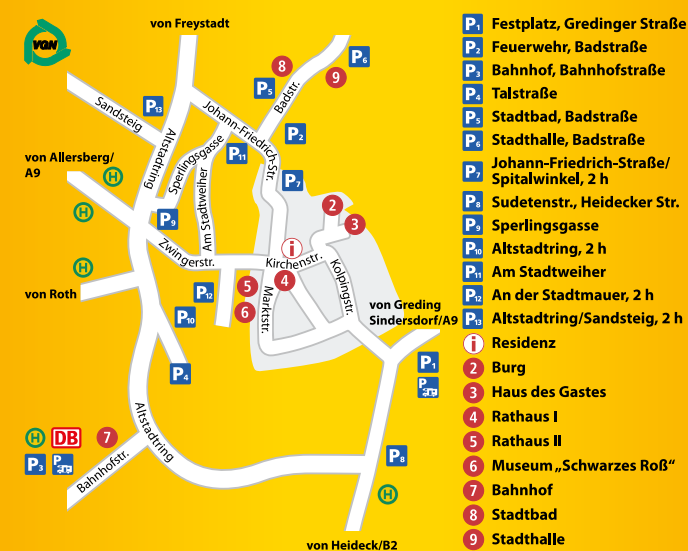 VGN
von Freystadt
8
P6
9
P5
Badstr.
Sandsteig
P13
Johann-Friedrich-Str.
P2
Altstadtring
Sperlingsgasse
P11
von Allersberg/
A9
H
P7
Am Stadtweiher
H
2
P9
3
Zwingerstr.
i
Kirchenstr.
H
4
Kolpingstr.
5
von Roth
P12
Marktstr.
6
P10
von Greding
Sindersdorf/A9
P1
P4
P
Altstadtring
H
DB
7
P3
P
P8
Bahnhofstr.
H
von Heideck/B2
P1 Festplatz, Gredinger Straße
P2 Feuerwehr, Badstraße
P3 Bahnhof, Bahnhofstraße
P4 Talstraße
P5 Stadtbad, Badstraße
P6 Stadthalle, Badstraße
P7 Johann-Friedrich-Straße/
Spitalwinkel, 2 h
P8 Sudetenstr., Heidecker Str.
P9 Sperlingsgasse
P10 Altstadtring, 2 h
P11 Am Stadtweiher
P12 An der Stadtmauer, 2 h
P13 Altstadtring/Sandsteig, 2 h
i Residenz
2 Burg
3 Haus des Gastes
4 Rathaus I
5 Rathaus II
6 Museum „Schwarzes Roß“
7 Bahnhof
8 Stadtbad
9 Stadthalle